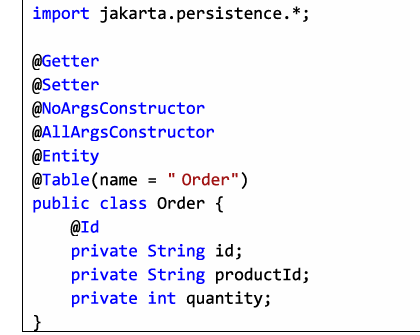 import jakarta.persistence.*;
@Getter
@Setter
@NoArgsConstructor
@AllArgsConstructor
@Entity
@Table(name = " Order")
public class Order {
    @Id
    private String id;
    private String productId;
    private int quantity;
}